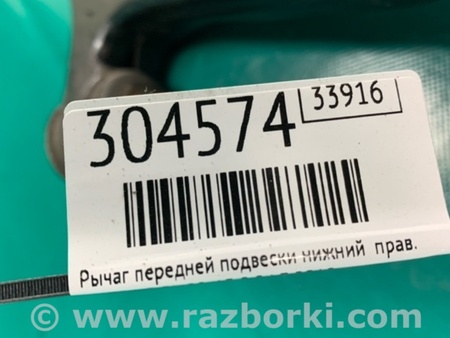 304574
33916
Рычаг передней подвески нижний прав.
© www.razborki.com